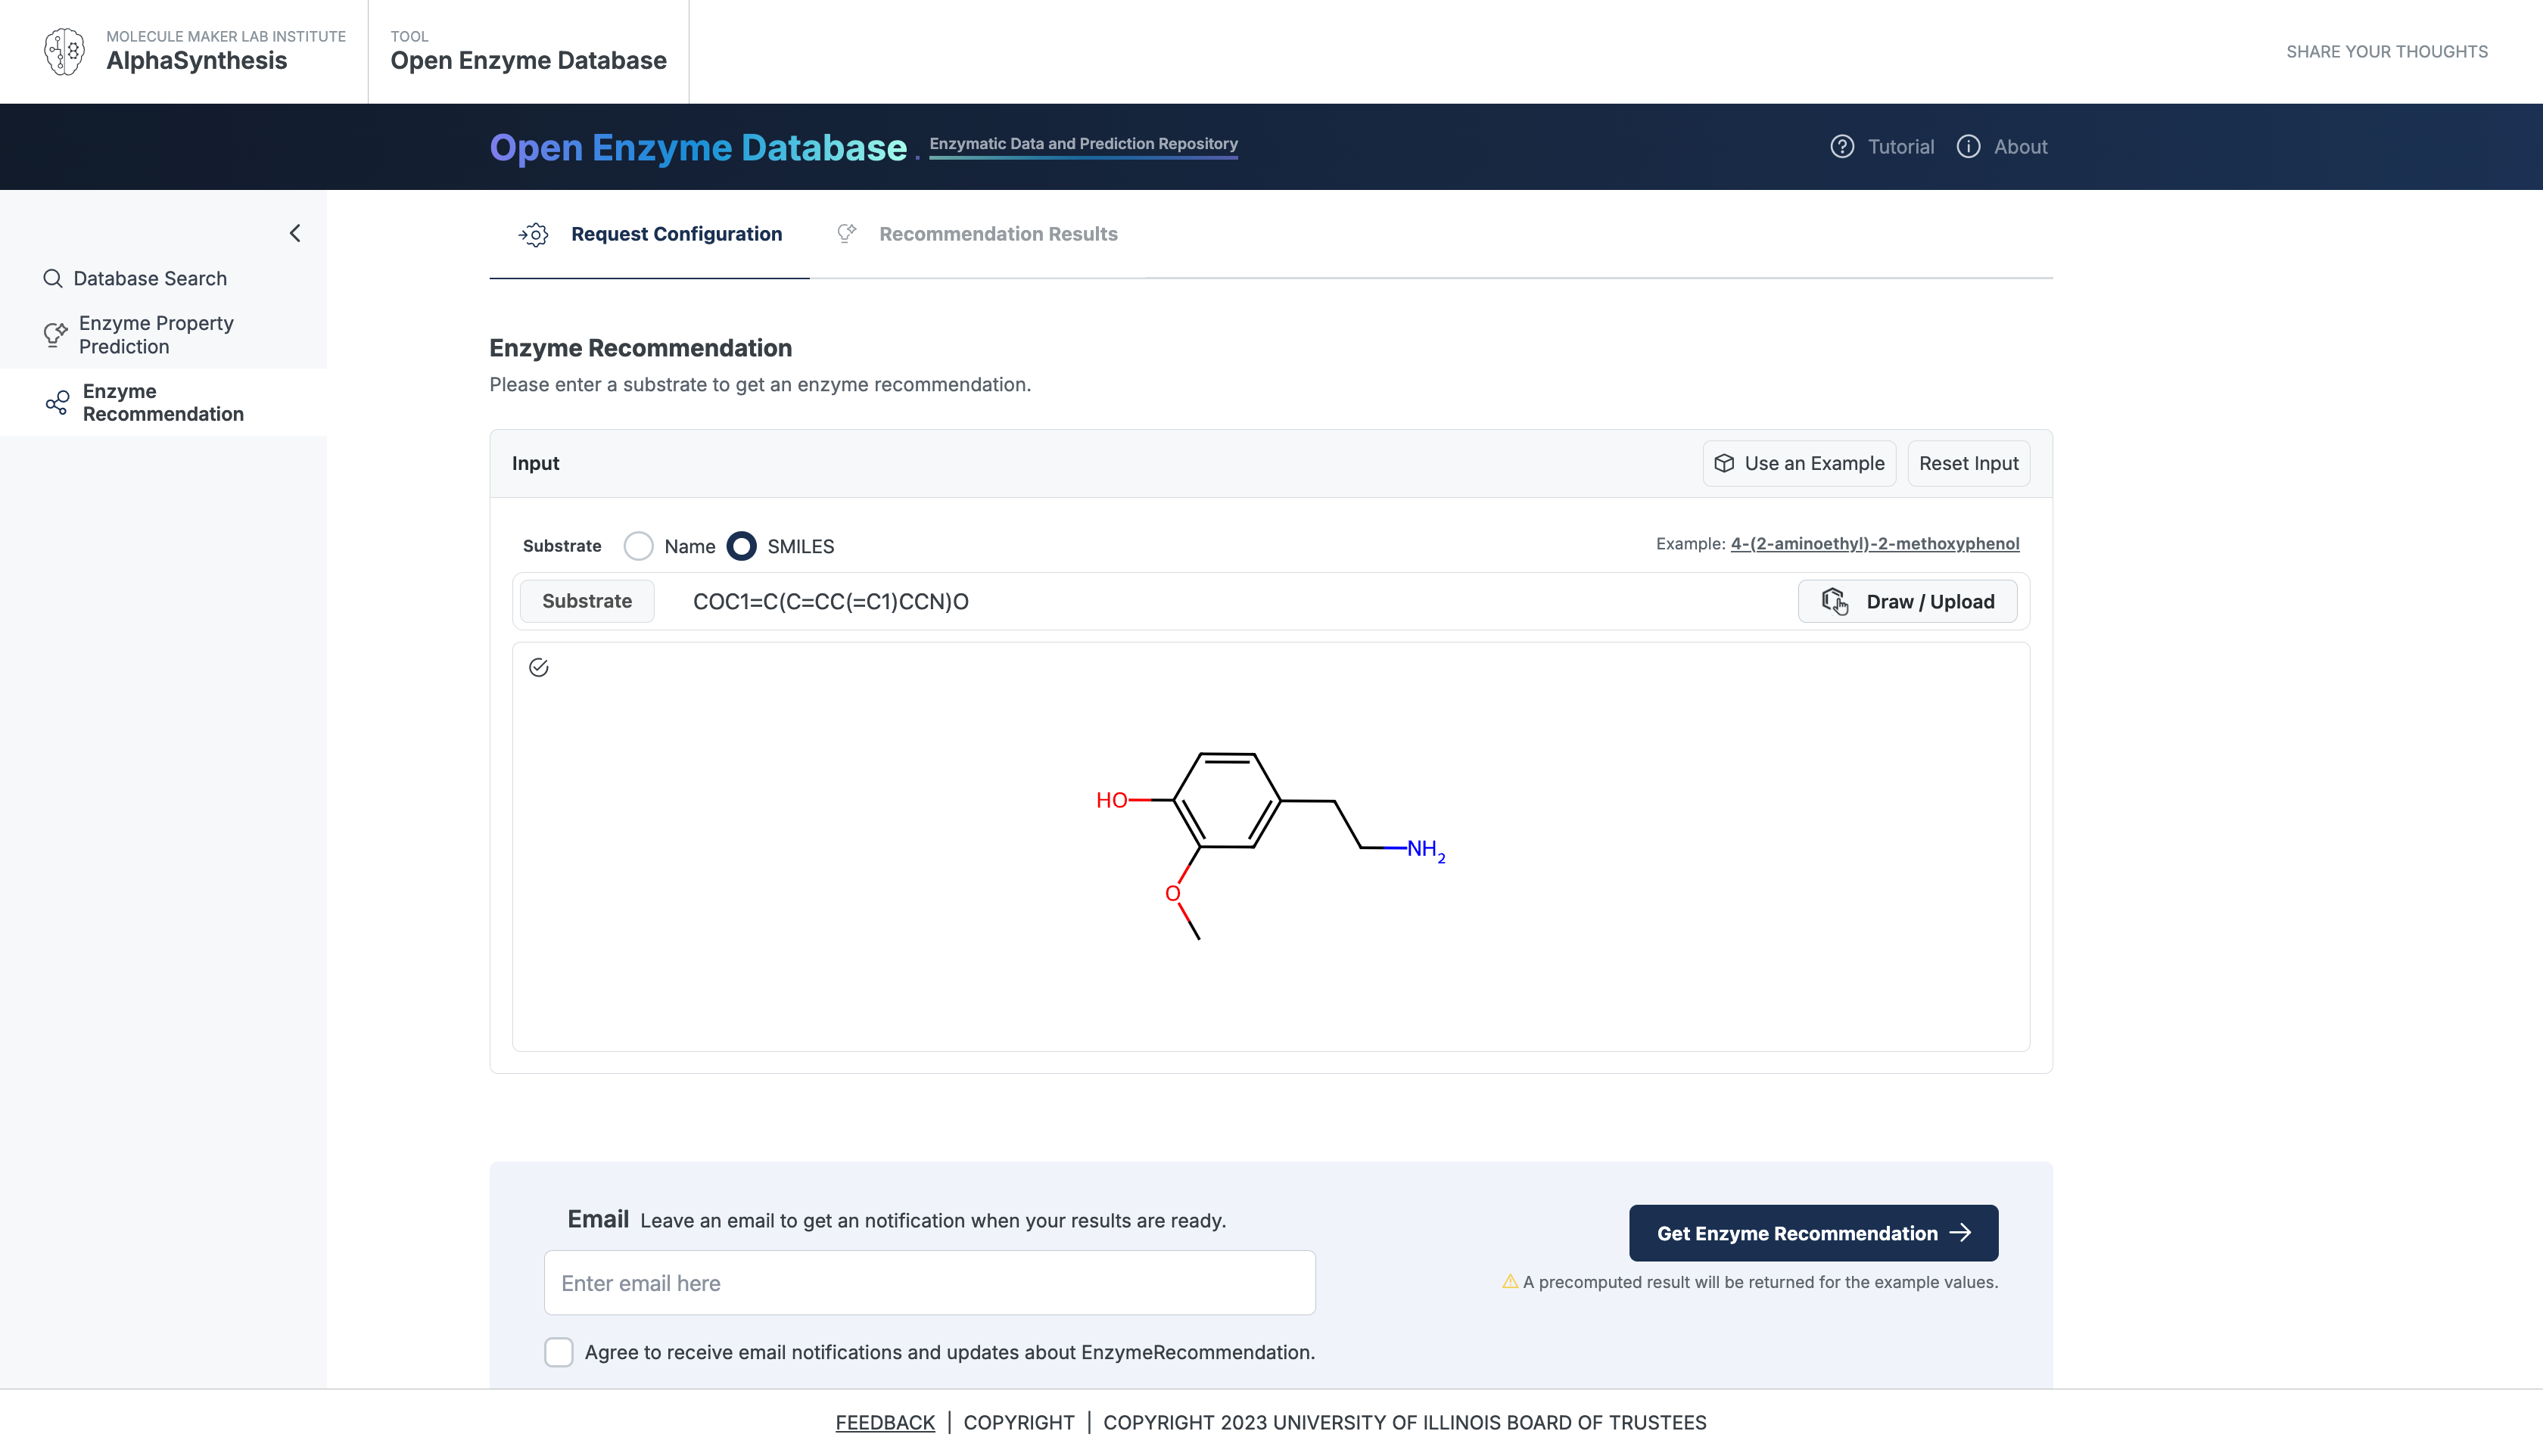 MOLECULE MAKER LAB INSTITUTE
AlphaSynthesis
TOOL
Open Enzyme Database
SHARE YOUR THOUGHTS
Open Enzyme Database.
Enzymatic Data and Prediction Repository
Tutorial
About
Database Search
Enzyme Property
Prediction
Enzyme
Recommendation
Request Configuration
Recommendation Results
Enzyme Recommendation
Please enter a substrate to get an enzyme recommendation.
Input
Use an Example
Reset Input
Substrate
Name
SMILES
Example: 4-(2-aminoethyl)-2-methoxyphenol
Substrate
COC1=C(C=CC(=C1)CCN)O
Draw / Upload
HO
NH2
O
Email Leave an email to get an notification when your results are ready.
Enter email here
Agree to receive email notifications and updates about EnzymeRecommendation.
Get Enzyme Recommendation
A precomputed result will be returned for the example values.
FEEDBACK | COPYRIGHT | COPYRIGHT 2023 UNIVERSITY OF ILLINOIS BOARD OF TRUSTEES